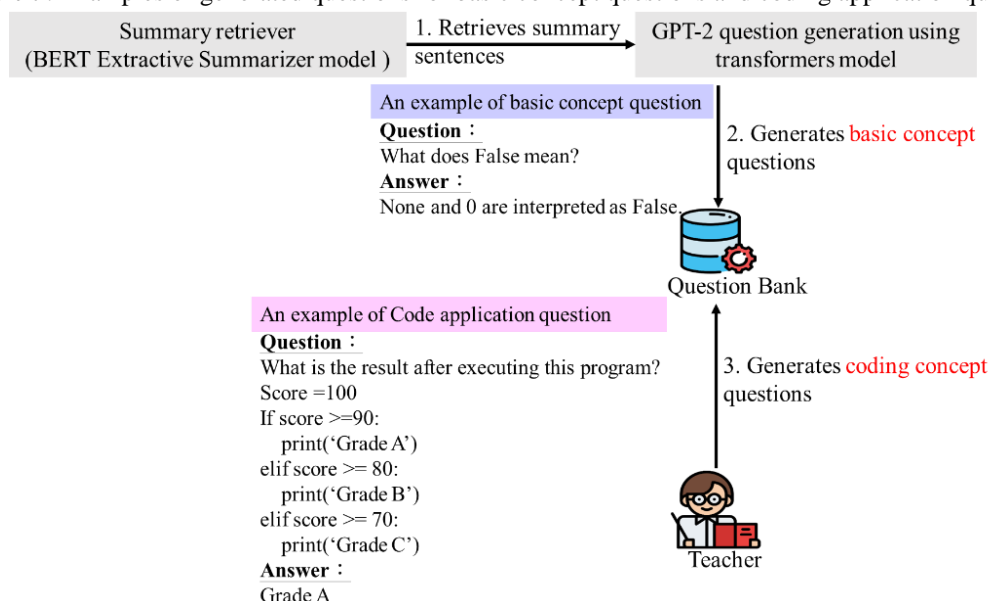 Summary retriever
(BERT Extractive Summarizer model )
1. Retrieves summary
sentences
GPT-2 question generation using
transformers model
An example of basic concept question
Question：
What does False mean?
Answer：
None and 0 are interpreted as False.
2. Generates basic concept
questions
Question Bank
An example of Code application question
Question：
What is the result after executing this program?
Score =100
If score >=90:
print(‘Grade A’)
elif score >= 80:
print(‘Grade B’)
elif score >= 70:
print(‘Grade C’)
Answer：
Grade A
3. Generates coding concept
questions
Teacher